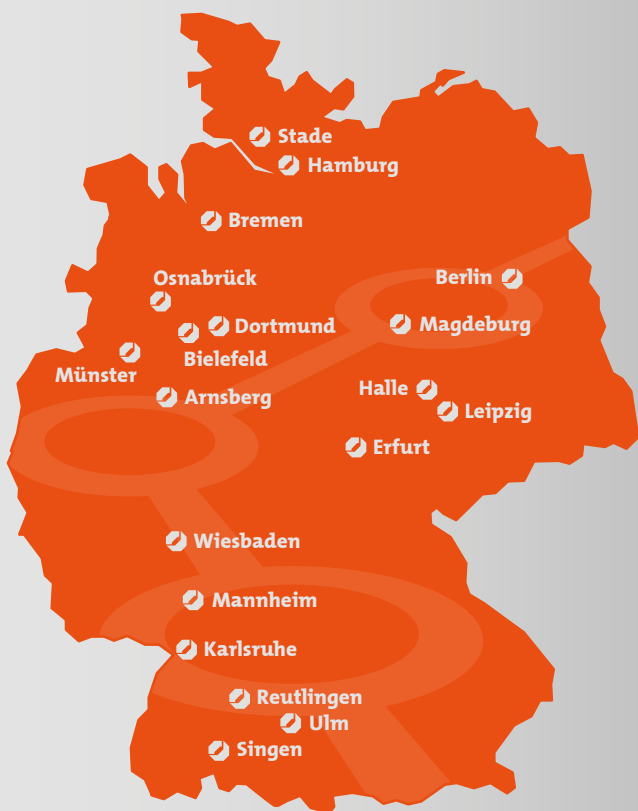 Stade
Hamburg
Bremen
Osnabrück
Berlin
Dortmund
Magdeburg
Bielefeld
Münster
Arnsberg
Halle
Leipzig
Erfurt
Wiesbaden
Mannheim
Karlsruhe
Reutlingen
Ulm
Singen